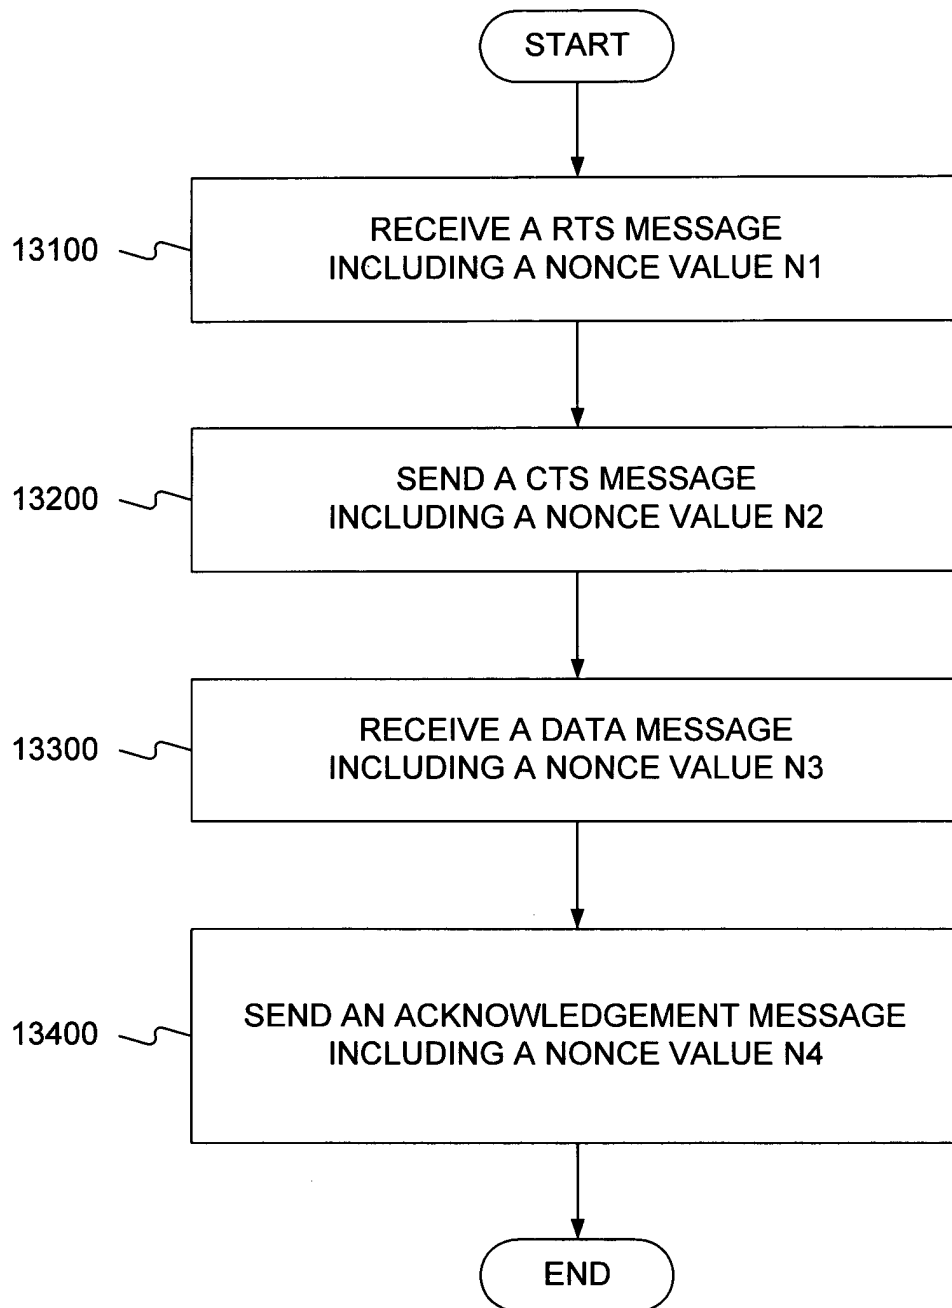 START
13100
RECEIVE A RTS MESSAGE
INCLUDING A NONCE VALUE N1
13200
SEND A CTS MESSAGE
INCLUDING A NONCE VALUE N2
13300
RECEIVE A DATA MESSAGE
INCLUDING A NONCE VALUE N3
13400
SEND AN ACKNOWLEDGEMENT MESSAGE
INCLUDING A NONCE VALUE N4
END